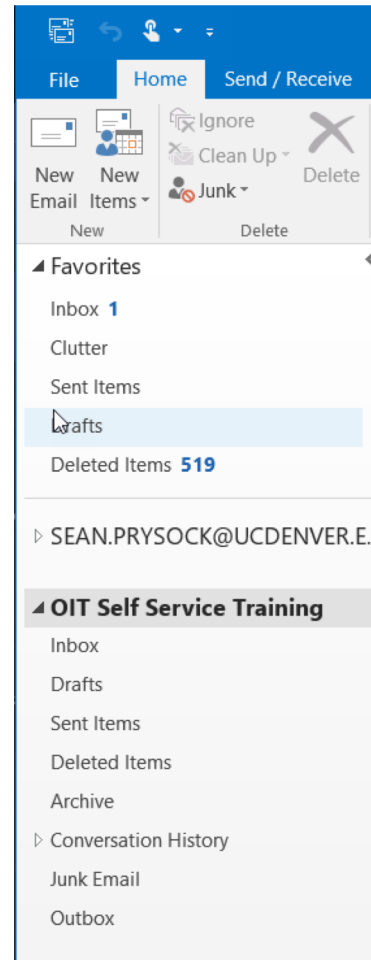 File Home Send / Receive
New Email
New Items
Ignore
Clean Up
Junk
Delete
New Delete
Favorites
Inbox 1
Clutter
Sent Items
Drafts
Deleted Items 519
SEAN.PRYSOCK@UCDENVER.E.
OIT Self Service Training
Inbox
Drafts
Sent Items
Deleted Items
Archive
Conversation History
Junk Email
Outbox